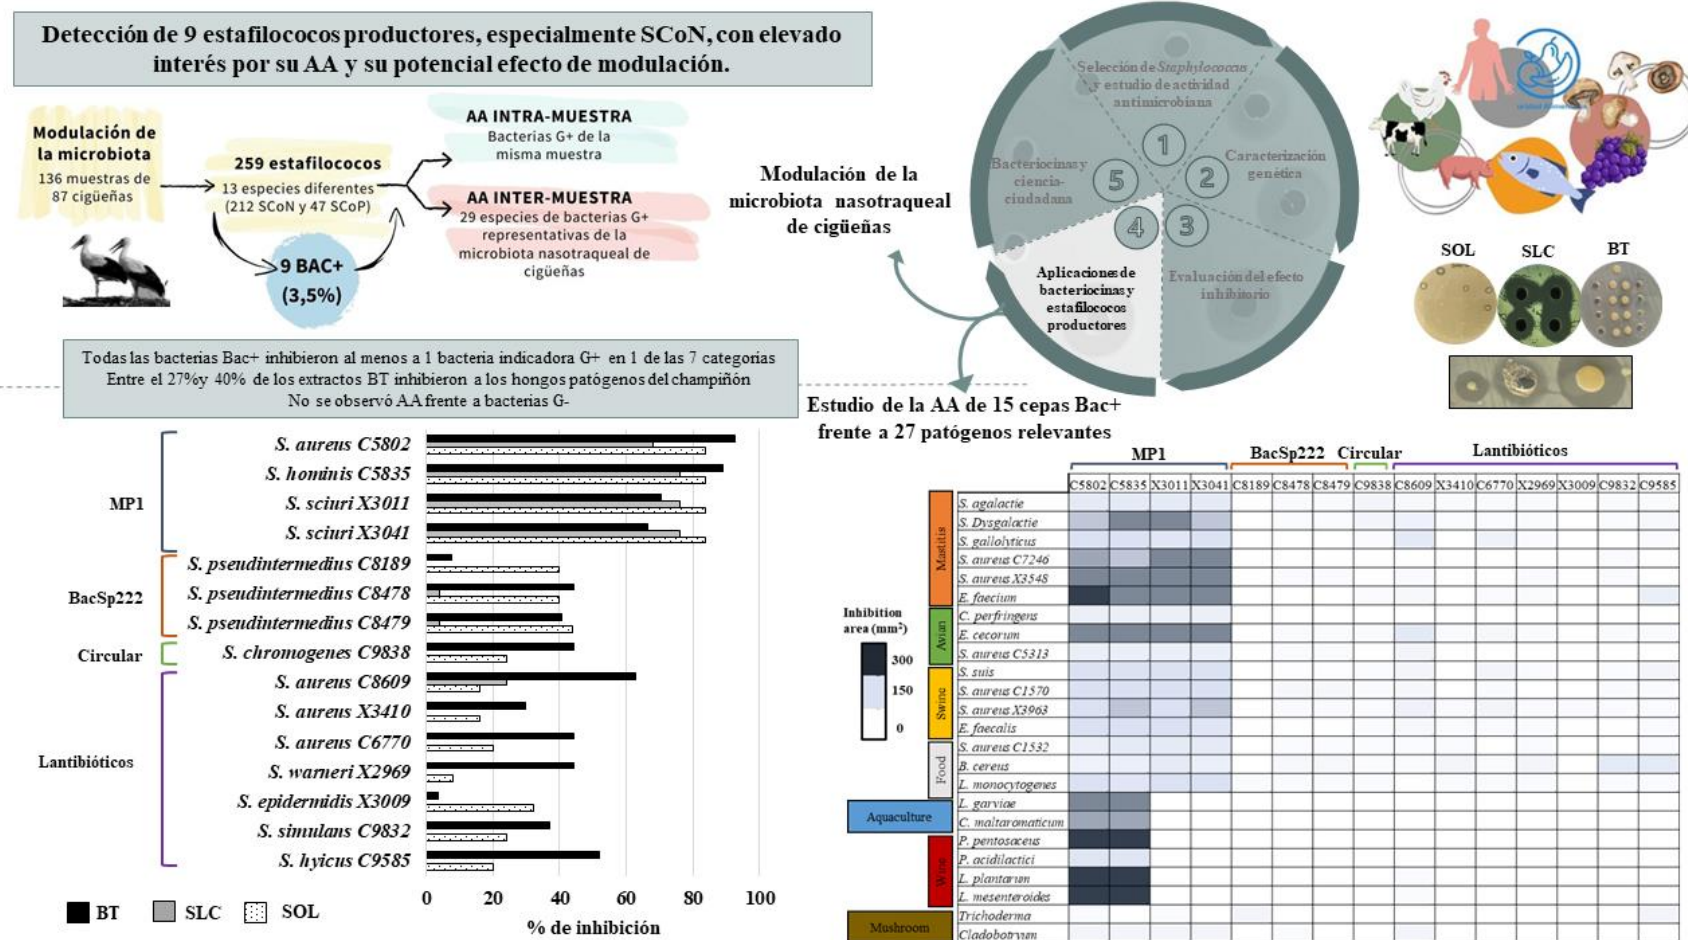 Detección de 9 estafilococos productores, especialmente SCoN, con elevado
interés por su AA y su potencial efecto de modulación.
Modulación de
la microbiota
136 muestras de
87 cigüeñas
259 estafilococos
13 especies diferentes
(212 SCoN y 47 SCoP)
9 BAC+
(3,5%)
AA INTRA-MUESTRA
Bacterias G+ de la
misma muestra
AA INTER-MUESTRA
29 especies de bacterias G+
representativas de la
microbiota nasotraqueal de
cigüeñas
Modulación de la
microbiota nasotraqueal
de cigüeñas
Selección de Staphylococcus
y estudio de actividad
antimicrobiana
1
Caracterización
genética
2
Evaluación del efecto
inhibitorio
3
Aplicaciones de
bacteriocinas y
estafilococos
productores
4
Bacteriocinas y
ciencia-
ciudadana
5
SOL
SLC
BT
Todas las bacterias Bac+ inhibieron al menos a 1 bacteria indicadora G+ en 1 de las 7 categorias
Entre el 27%y 40% de los extractos BT inhibieron a los hongos patógenos del champiñón
No se observó AA frente a bacterias G-
Estudio de la AA de 15 cepas Bac+
frente a 27 patógenos relevantes
MP1
S. aureus C5802
S. hominis C5835
S. sciuri X3011
S. sciuri X3041
BacSp222
S. pseudintermedius C8189
S. pseudintermedius C8478
S. pseudintermedius C8479
Circular
S. chromogenes C9838
Lantibióticos
S. aureus C8609
S. aureus X3410
S. aureus C6770
S. warneri X2969
S. epidermidis X3009
S. simulans C9832
S. hyicus C9585
0 20 40 60 80 100
% de inhibición
BT SLC SOL
Inhibition
area (mm²)
300
150
0
MP1 BacSp222 Circular Lantibióticos
C5802 C5835 X3011 X3041 C8189 C8478 C8479 C9838 C8609 X3410 C6770 X2969 X3009 C9832 C9585
Mastitis
S. agalactie
S. Dysgalactie
S. gallolyticus
S. aureus C7246
S. aureus X3548
E. faecium
Avian
C. perfringens
E. cecorum
S. aureus C5313
Swine
S. suis
S. aureus C1570
S. aureus X3963
E. faecalis
Food
S. aureus C1532
B. cereus
L. monocytogenes
Aquaculture
L. garviae
C. maltaromaticum
Wine
P. pentosaceus
P. acidilactici
L. plantarum
L. mesenteroides
Mushroom
Trichoderma
Cladobotryum